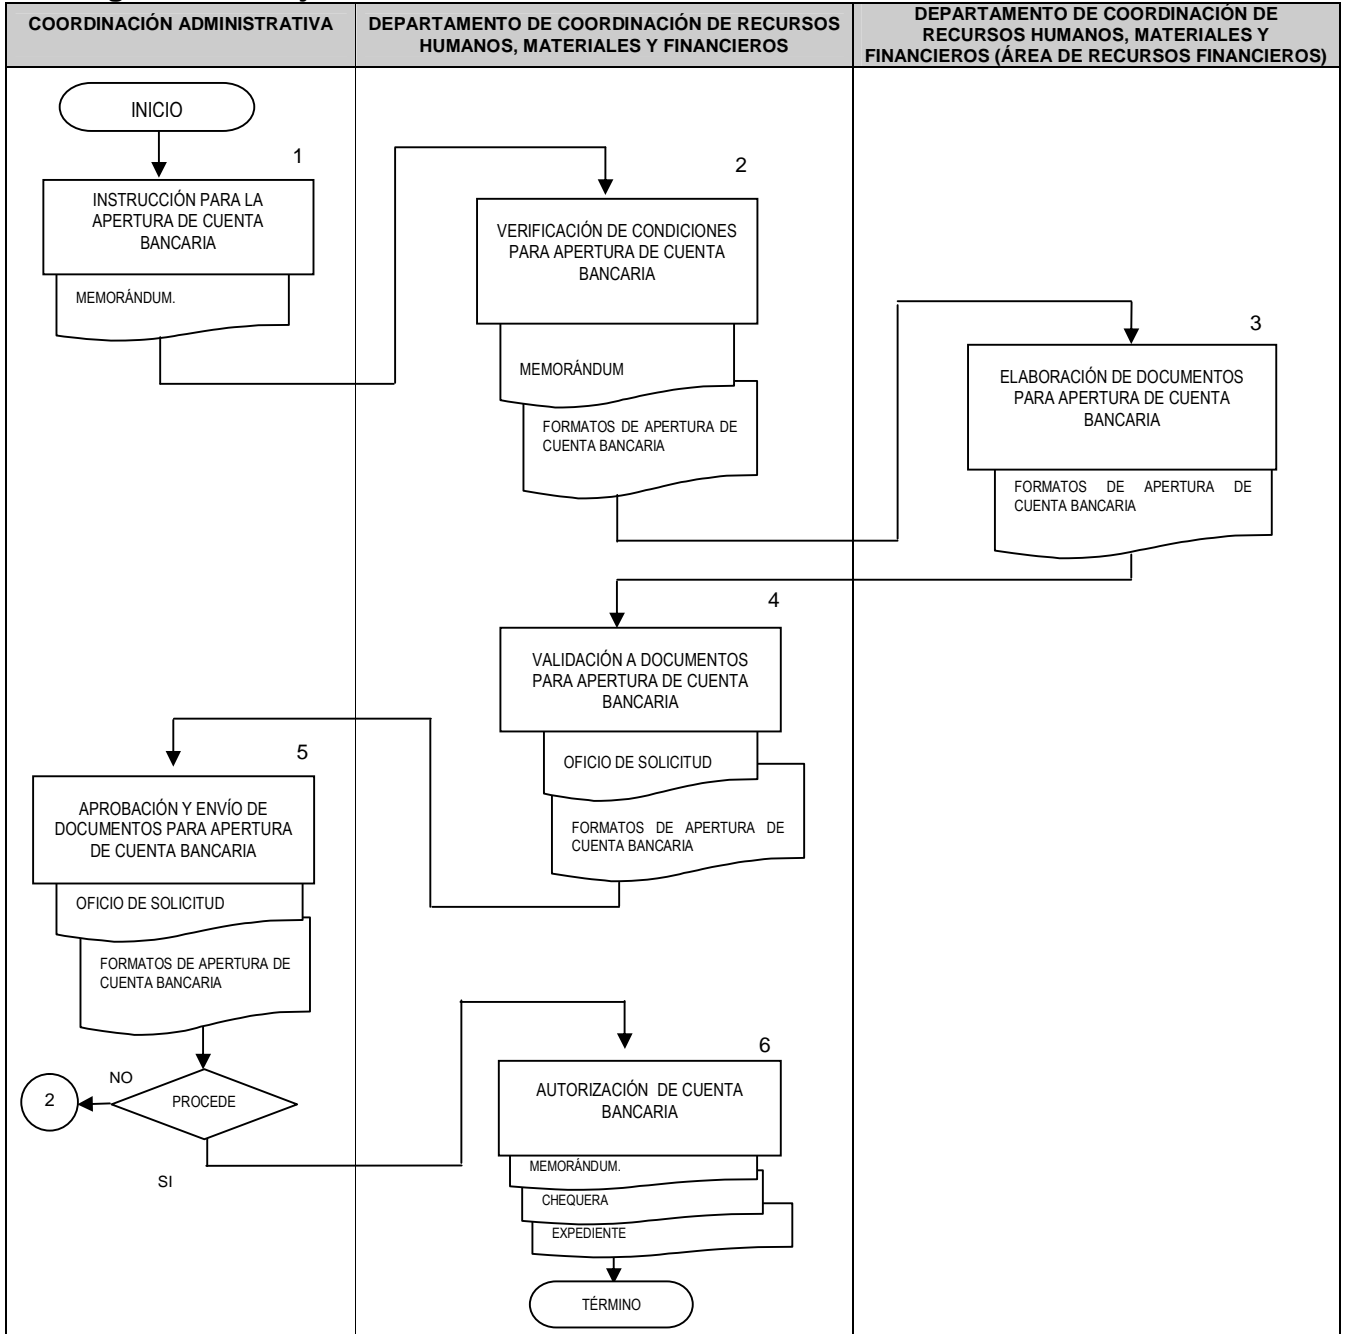 COORDINACIÓN ADMINISTRATIVA
DEPARTAMENTO DE COORDINACIÓN DE RECURSOS
HUMANOS, MATERIALES Y FINANCIEROS
DEPARTAMENTO DE COORDINACIÓN DE
RECURSOS HUMANOS, MATERIALES Y
FINANCIEROS (ÁREA DE RECURSOS FINANCIEROS)
INICIO
1
INSTRUCCIÓN PARA LA
APERTURA DE CUENTA
BANCARIA
MEMORÁNDUM.
2
VERIFICACIÓN DE CONDICIONES
PARA APERTURA DE CUENTA
BANCARIA
MEMORÁNDUM
FORMATOS DE APERTURA DE
CUENTA BANCARIA
3
ELABORACIÓN DE DOCUMENTOS
PARA APERTURA DE CUENTA
BANCARIA
FORMATOS DE APERTURA DE
CUENTA BANCARIA
4
VALIDACIÓN A DOCUMENTOS
PARA APERTURA DE CUENTA
BANCARIA
OFICIO DE SOLICITUD
FORMATOS DE APERTURA DE
CUENTA BANCARIA
5
APROBACIÓN Y ENVÍO DE
DOCUMENTOS PARA APERTURA
DE CUENTA BANCARIA
OFICIO DE SOLICITUD
FORMATOS DE APERTURA DE
CUENTA BANCARIA
PROCEDE
NO
2
SI
6
AUTORIZACIÓN DE CUENTA
BANCARIA
MEMORÁNDUM.
CHEQUERA
EXPEDIENTE
TÉRMINO